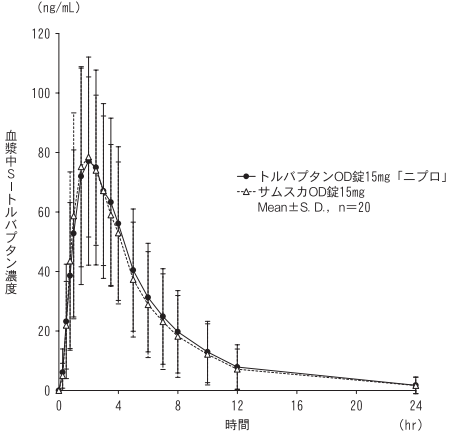 (ng/mL)
120
100
80
60
40
20
0
血漿中S−トルバプタン濃度
トルバプタンOD錠15mg「ニプロ」
サムスカOD錠15mg
Mean±S.D., n=20
0 4 8 12 16 20 24
時間 (hr)